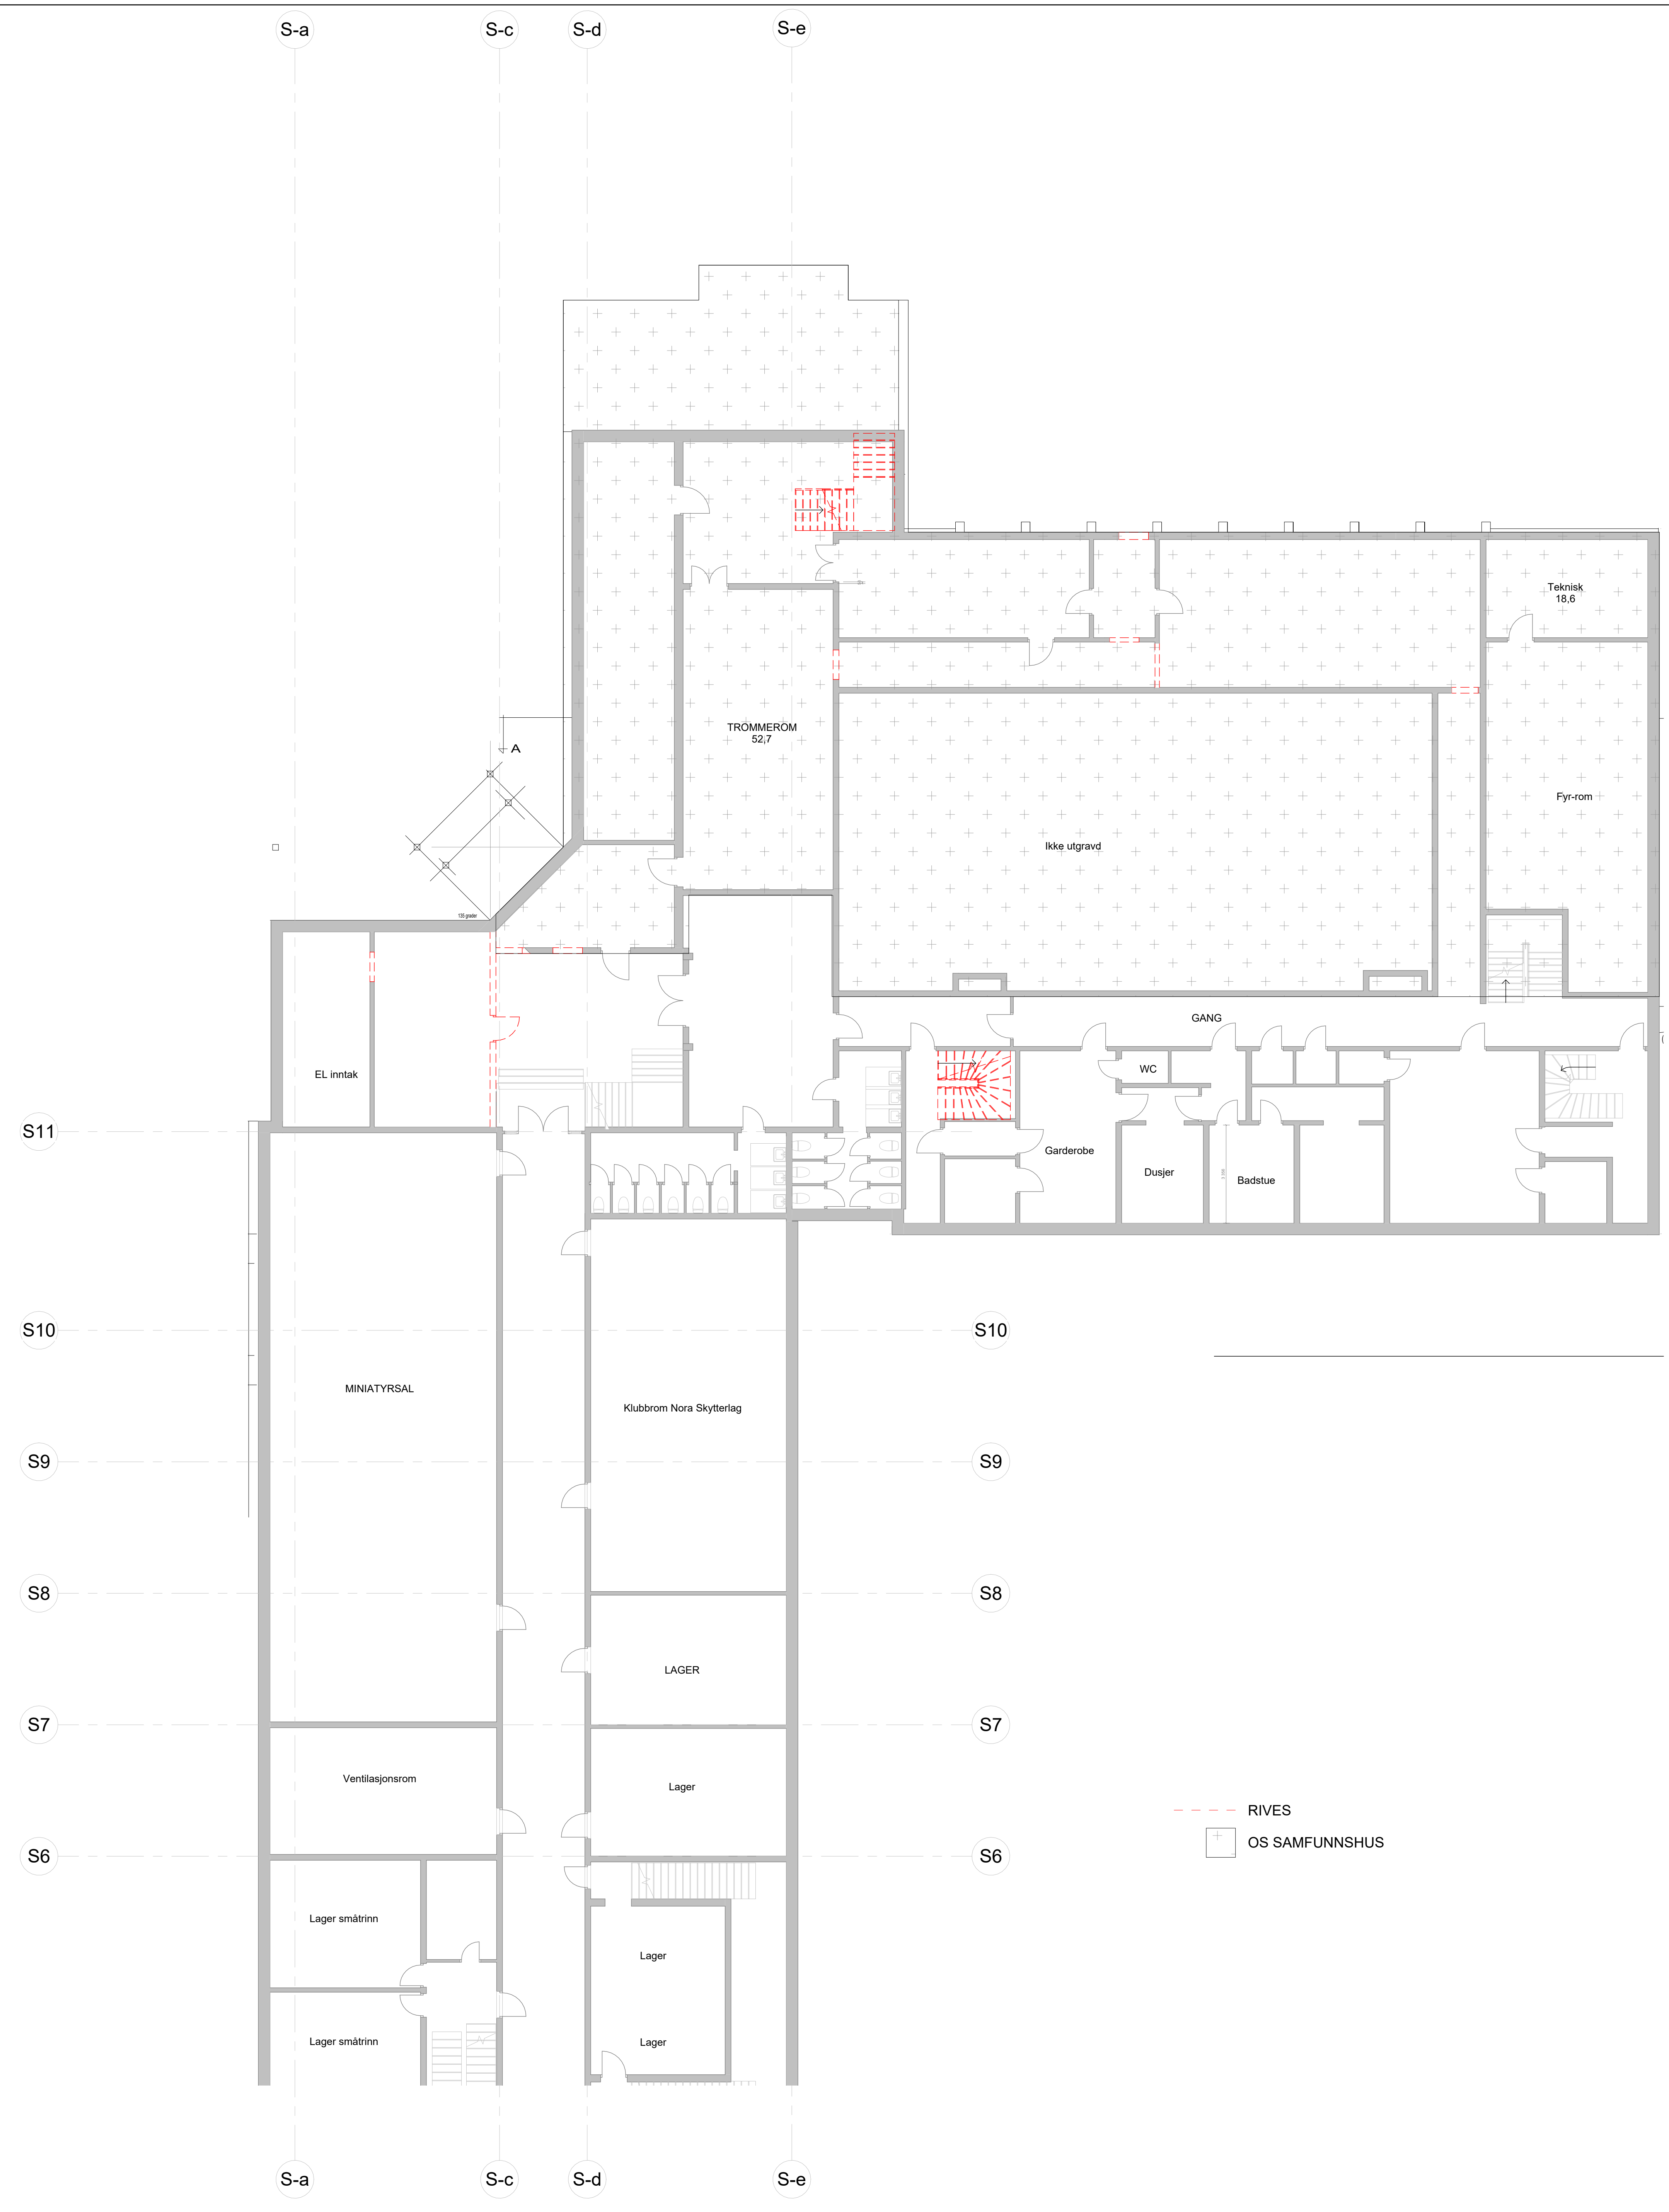 S-a
S-c
S-d
S-e
Teknisk
18,6
TROMMEROM
52,7
A
Fyr-rom
Ikke utgravd
135 grader
GANG
EL inntak
WC
S11
Garderobe
Dusjer
Badstue
S10
S10
MINIATYRSAL
Klubbrom Nora Skytterlag
S9
S9
S8
S8
LAGER
S7
S7
Ventilasjonsrom
Lager
RIVES
OS SAMFUNNSHUS
S6
S6
Lager småtrinn
Lager
Lager småtrinn
Lager
S-a
S-c
S-d
S-e